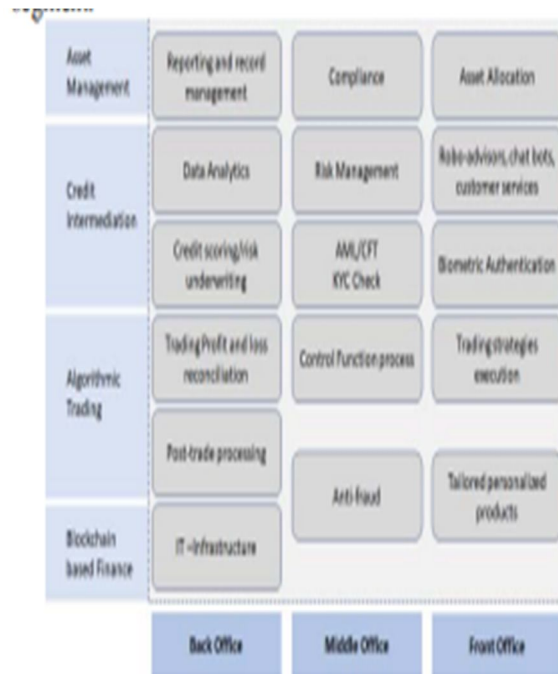 Asset
Management
Reporting and record
management
Compliance
Asset Allocation
Credit
Intermediation
Data Analytics
Risk Management
Robo-advisors, chat bots,
customer services
Credit scoring/risk
underwriting
AML/CFT
KYC Check
Biometric Authentication
Algorithmic
Trading
Trading Profit and loss
reconciliation
Control Function process
Trading strategies
execution
Post-trade processing
Anti-fraud
Tailored personalized
products
Blockchain
based Finance
IT -Infrastructure
Back Office
Middle Office
Front Office